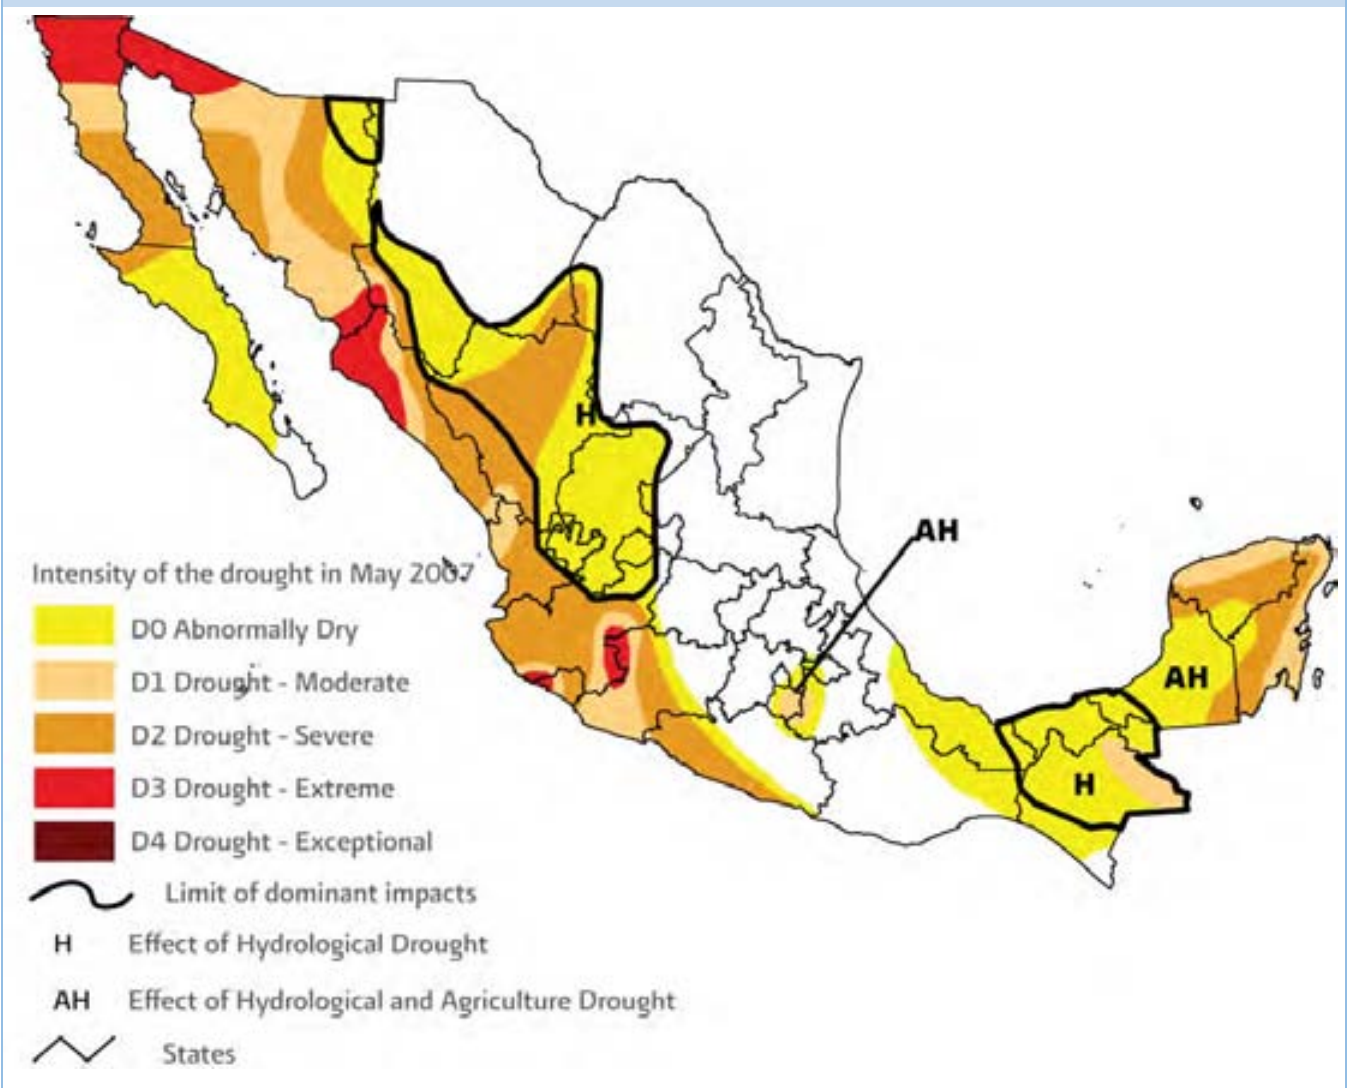 H
AH
AH
H
Intensity of the drought in May 2007
D0 Abnormally Dry
D1 Drought - Moderate
D2 Drought - Severe
D3 Drought - Extreme
D4 Drought - Exceptional
Limit of dominant impacts
H Effect of Hydrological Drought
AH Effect of Hydrological and Agriculture Drought
States